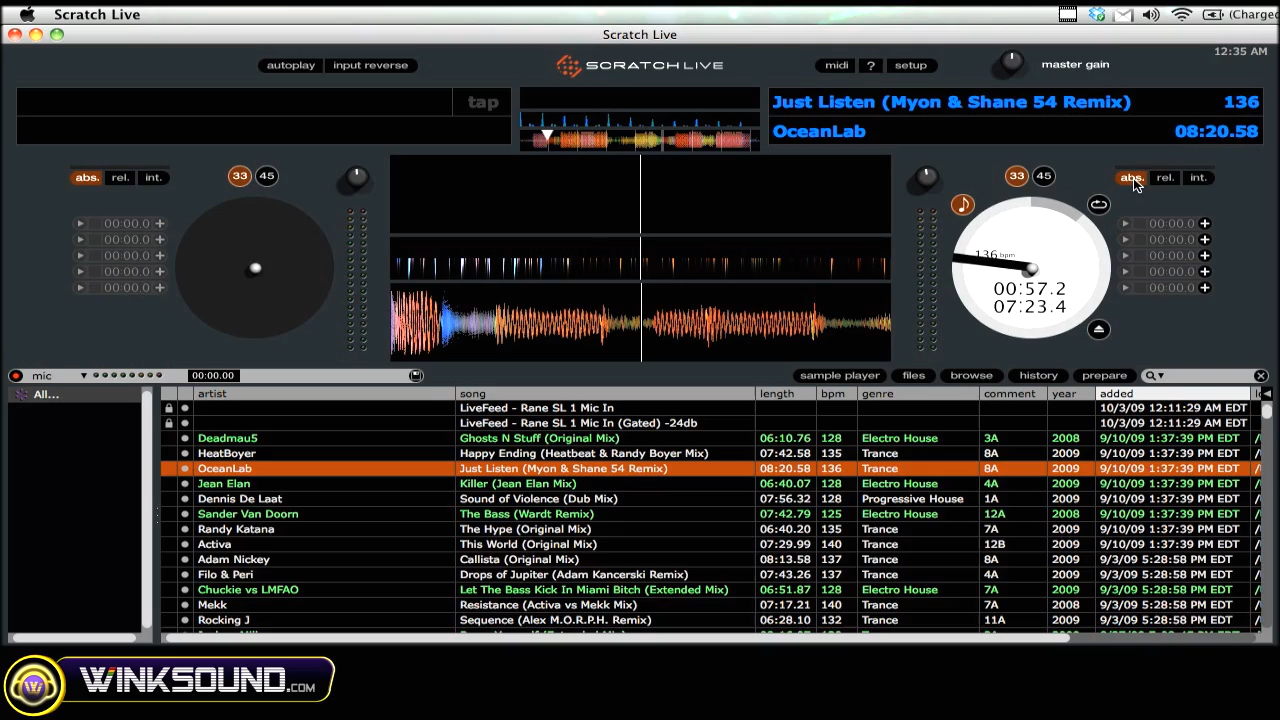 Scratch Live
(Charged
Scratch Live
12:35 AM
autoplay input reverse
SCRATCH LIVE
midi ? setup
master gain
tap
Just Listen (Myon & Shane 54 Remix) 136
OceanLab 08:20.58
abs. rel. int.
33 45
33 45
abs. rel. int.
00:00.0
00:00.0
00:00.0
00:00.0
00:00.0
136 bpm
00:57.2
07:23.4
00:00.0
00:00.0
00:00.0
00:00.0
00:00.0
mic 00:00.00
sample player files browse history prepare
All...
artist song length bpm genre comment year added
LiveFeed - Rane SL 1 Mic In 10/3/09 12:11:29 AM EDT
LiveFeed - Rane SL 1 Mic In (Gated) -24db 10/3/09 12:11:29 AM EDT
Deadmau5 Ghosts N Stuff (Original Mix) 06:10.76 128 Electro House 3A 2008 9/10/09 1:37:39 PM EDT
HeatBoyer Happy Ending (Heatbeat & Randy Boyer Mix) 07:42.58 135 Trance 8A 2009 9/10/09 1:37:39 PM EDT
OceanLab Just Listen (Myon & Shane 54 Remix) 08:20.58 136 Trance 8A 2009 9/10/09 1:37:39 PM EDT
Jean Elan Killer (Jean Elan Mix) 06:40.07 128 Electro House 4A 2009 9/10/09 1:37:39 PM EDT
Dennis De Laat Sound of Violence (Dub Mix) 07:56.32 128 Progressive House 1A 2009 9/10/09 1:37:39 PM EDT
Sander Van Doorn The Bass (Wardt Remix) 07:42.79 125 Electro House 12A 2008 9/10/09 1:37:39 PM EDT
Randy Katana The Hype (Original Mix) 06:40.20 135 Trance 7A 2009 9/10/09 1:37:39 PM EDT
Activa This World (Original Mix) 07:29.99 140 Trance 12B 2009 9/10/09 1:37:39 PM EDT
Adam Nickey Callista (Original Mix) 08:13.58 137 Trance 8A 2009 9/3/09 5:28:58 PM EDT
Filo & Peri Drops of Jupiter (Adam Kancerski Remix) 07:43.26 137 Trance 4A 2009 9/3/09 5:28:58 PM EDT
Chuckie vs LMFAO Let The Bass Kick In Miami Bitch (Extended Mix) 06:51.87 128 Electro House 7A 2009 9/3/09 5:28:58 PM EDT
Mekk Resistance (Activa vs Mekk Mix) 07:17.21 140 Trance 7A 2008 9/3/09 5:28:58 PM EDT
Rocking J Sequence (Alex M.O.R.P.H. Remix) 06:28.10 132 Trance 11A 2009 9/3/09 5:28:58 PM EDT
WINKSOUND.COM